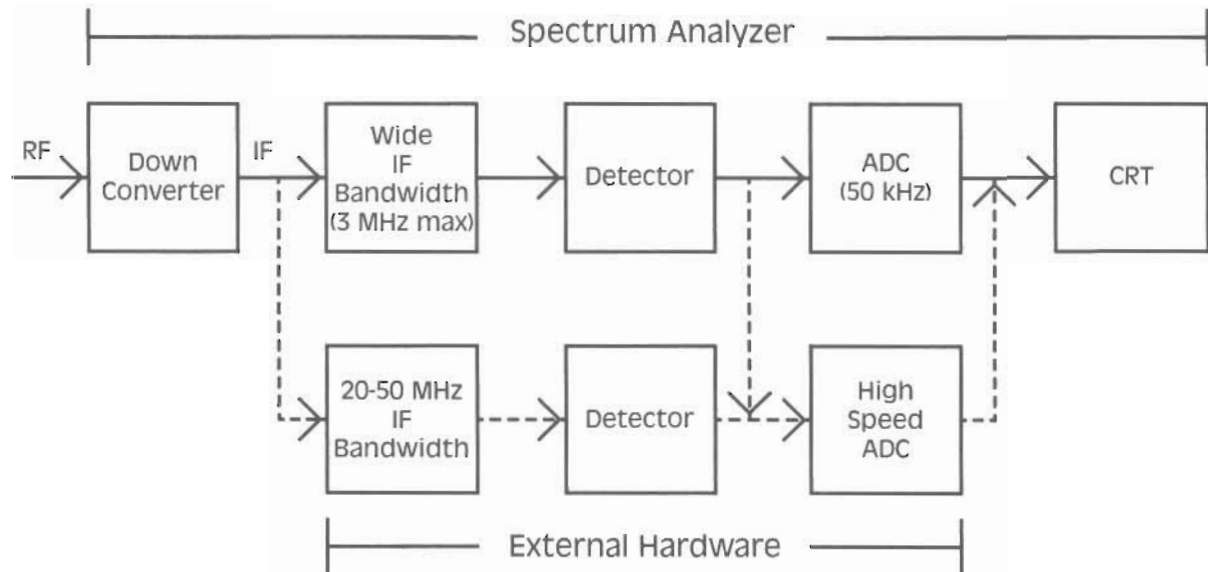 Spectrum Analyzer
RF
Down
Converter
IF
Wide
IF
Bandwidth
(3 MHz max)
Detector
ADC
(50 kHz)
CRT
20-50 MHz
IF
Bandwidth
Detector
High
Speed
ADC
External Hardware